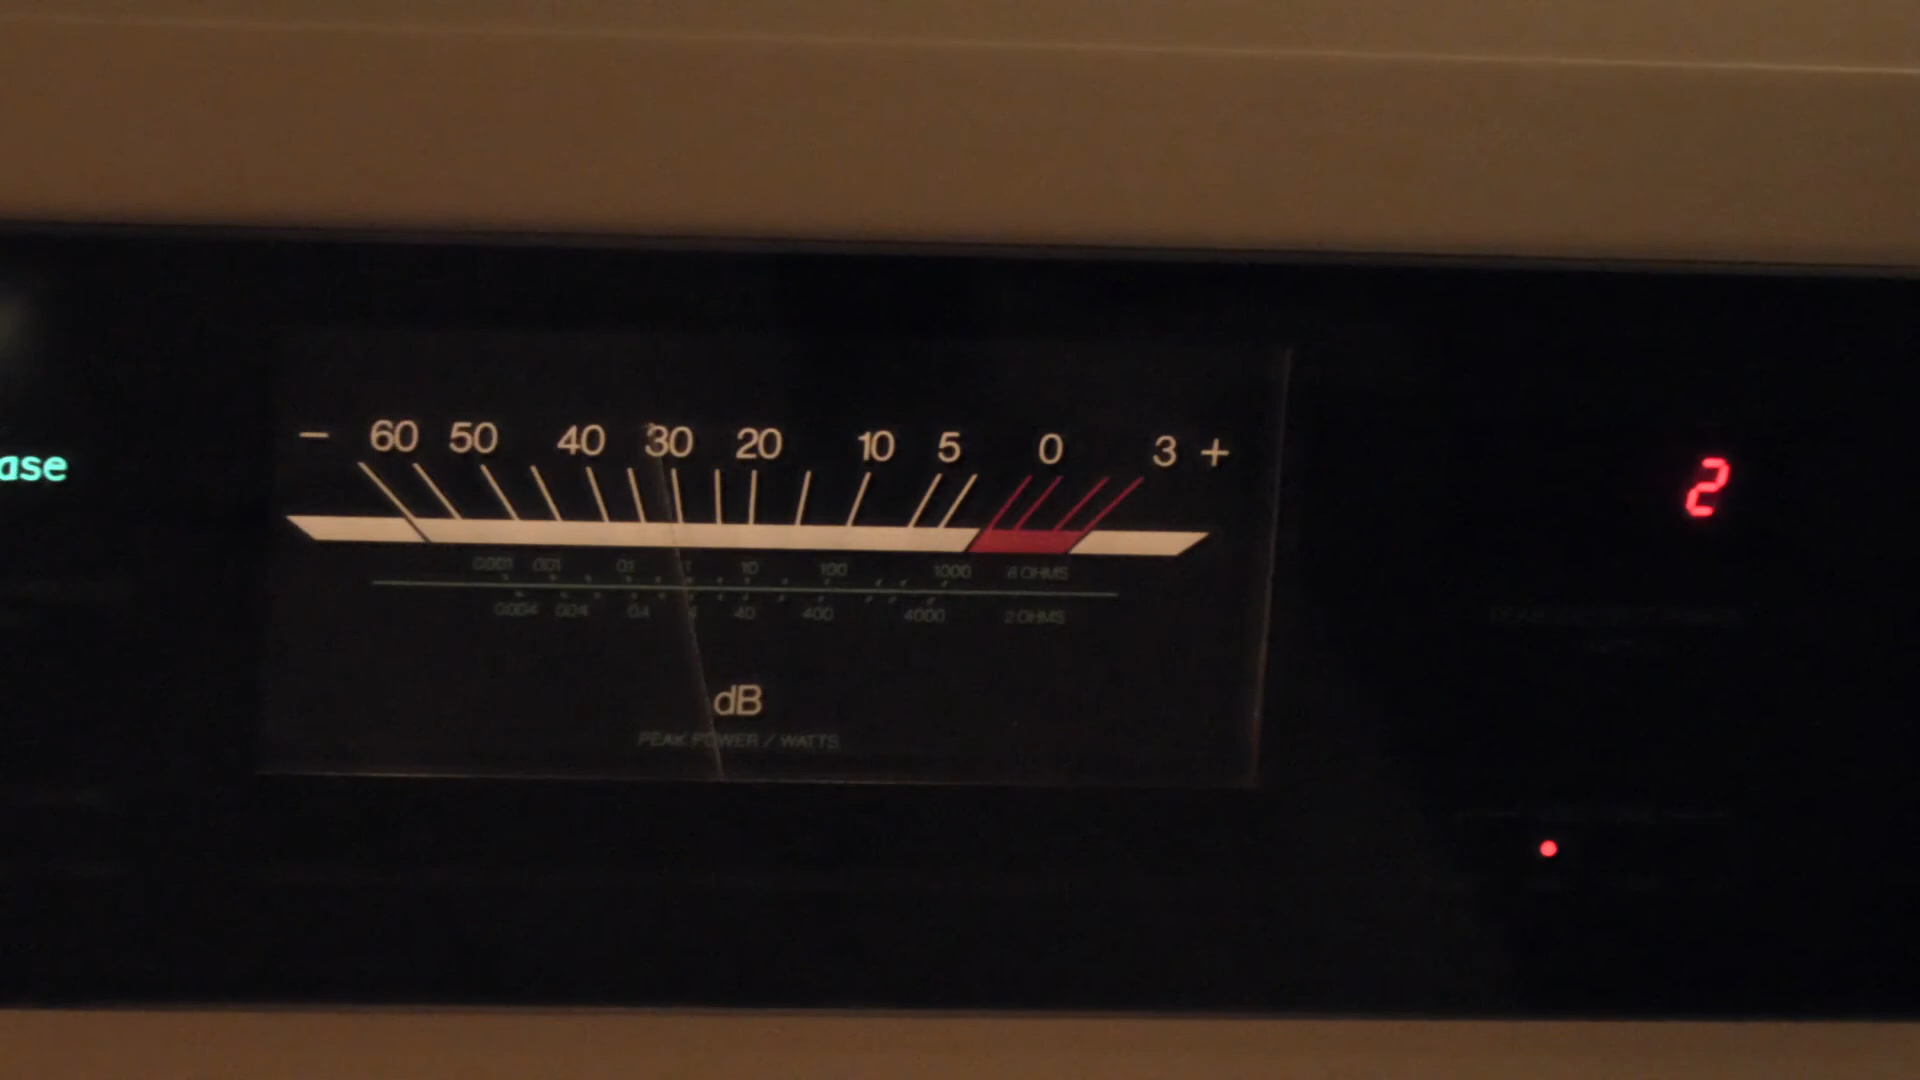 ase
− 60 50 40 30 20 10 5 0 3 +
2
0.001 0.01 0.1 1 10 100 1000 8 OHMS
0.004 0.04 0.4 4 40 400 4000 2 OHMS
dB
PEAK POWER / WATTS